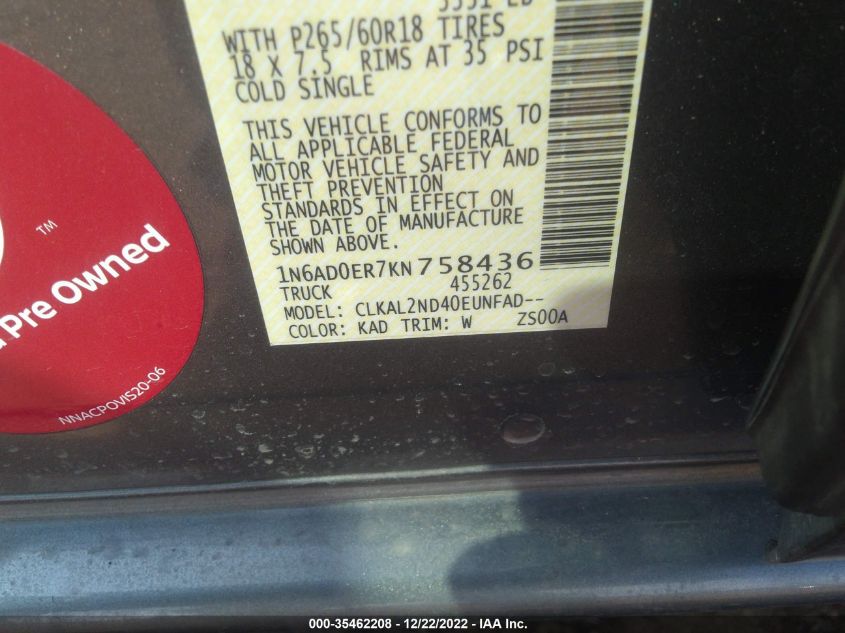 WITH P265/60R18 TIRES
18 X 7.5 RIMS AT 35 PSI
COLD SINGLE
THIS VEHICLE CONFORMS TO
ALL APPLICABLE FEDERAL
MOTOR VEHICLE SAFETY AND
THEFT PREVENTION
STANDARDS IN EFFECT ON
THE DATE OF MANUFACTURE
SHOWN ABOVE.
1N6AD0ER7KN758436
TRUCK 455262
MODEL: CLKAL2ND40EUNFAD--
COLOR: KAD TRIM: W ZS00A
TM
Pre Owned
NNACPOVIS20-06
000-35462208 - 12/22/2022 - IAA Inc.